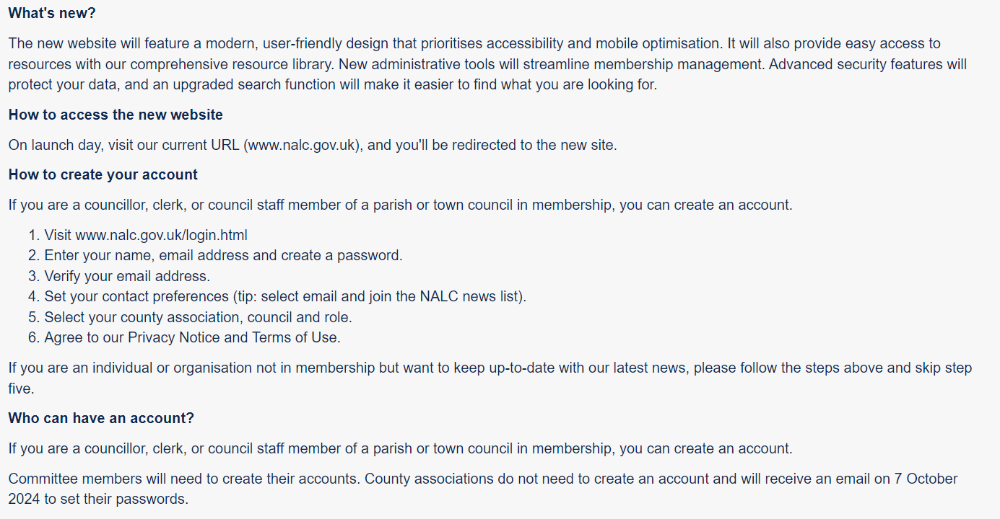 What's new?
The new website will feature a modern, user-friendly design that prioritises accessibility and mobile optimisation. It will also provide easy access to
resources with our comprehensive resource library. New administrative tools will streamline membership management. Advanced security features will
protect your data, and an upgraded search function will make it easier to find what you are looking for.
How to access the new website
On launch day, visit our current URL (www.nalc.gov.uk), and you'll be redirected to the new site.
How to create your account
If you are a councillor, clerk, or council staff member of a parish or town council in membership, you can create an account.
1. Visit www.nalc.gov.uk/login.html
2. Enter your name, email address and create a password.
3. Verify your email address.
4. Set your contact preferences (tip: select email and join the NALC news list).
5. Select your county association, council and role.
6. Agree to our Privacy Notice and Terms of Use.
If you are an individual or organisation not in membership but want to keep up-to-date with our latest news, please follow the steps above and skip step
five.
Who can have an account?
If you are a councillor, clerk, or council staff member of a parish or town council in membership, you can create an account.
Committee members will need to create their accounts. County associations do not need to create an account and will receive an email on 7 October
2024 to set their passwords.